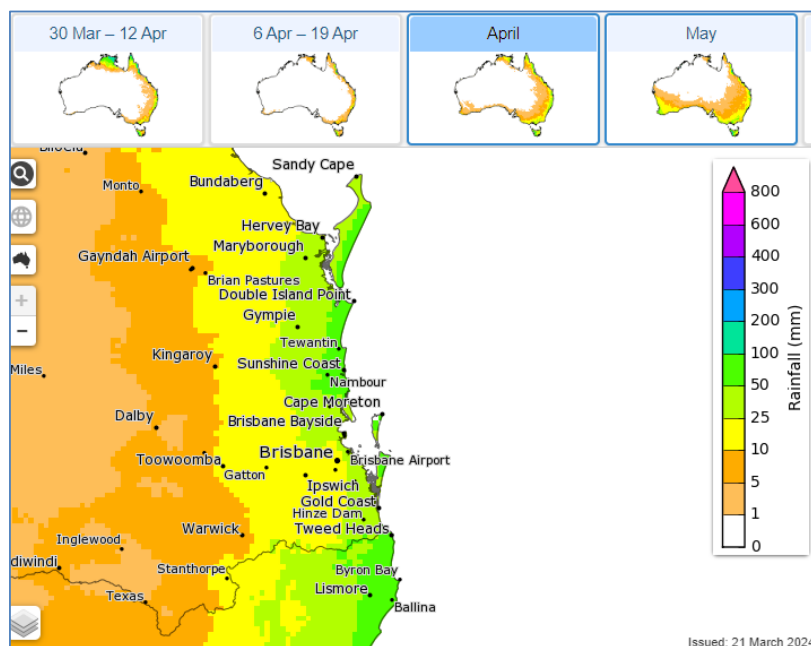 30 Mar – 12 Apr
6 Apr – 19 Apr
April
May
Sandy Cape
Monto
Bundaberg
Hervey Bay
Maryborough
Gayndah Airport
Brian Pastures
Double Island Point
Gympie
Tewantin
Kingaroy
Sunshine Coast
Miles
Nambour
Cape Moreton
Dalby
Brisbane Bayside
Brisbane
Toowoomba
Brisbane Airport
Gatton
Ipswich
Gold Coast
Hinze Dam
Warwick
Tweed Heads
Inglewood
diwindi
Stanthorpe
Byron Bay
Texas
Lismore
Ballina
800
600
400
300
200
100
50
25
10
5
1
0
Rainfall (mm)
Issued: 21 March 2024